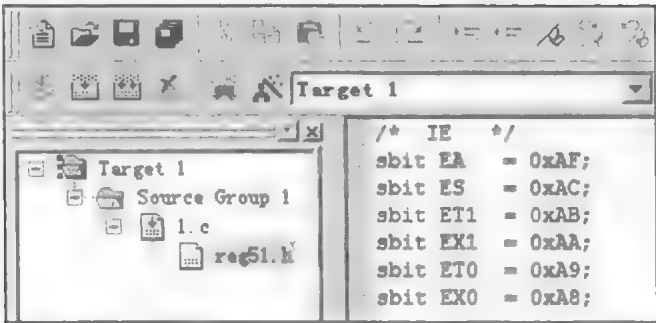 Target 1
Target 1
Source Group 1
1.c
reg51.h
/*  IE  */
sbit EA   = 0xAF;
sbit ES   = 0xAC;
sbit ET1  = 0xAB;
sbit EX1  = 0xAA;
sbit ET0  = 0xA9;
sbit EX0  = 0xA8;